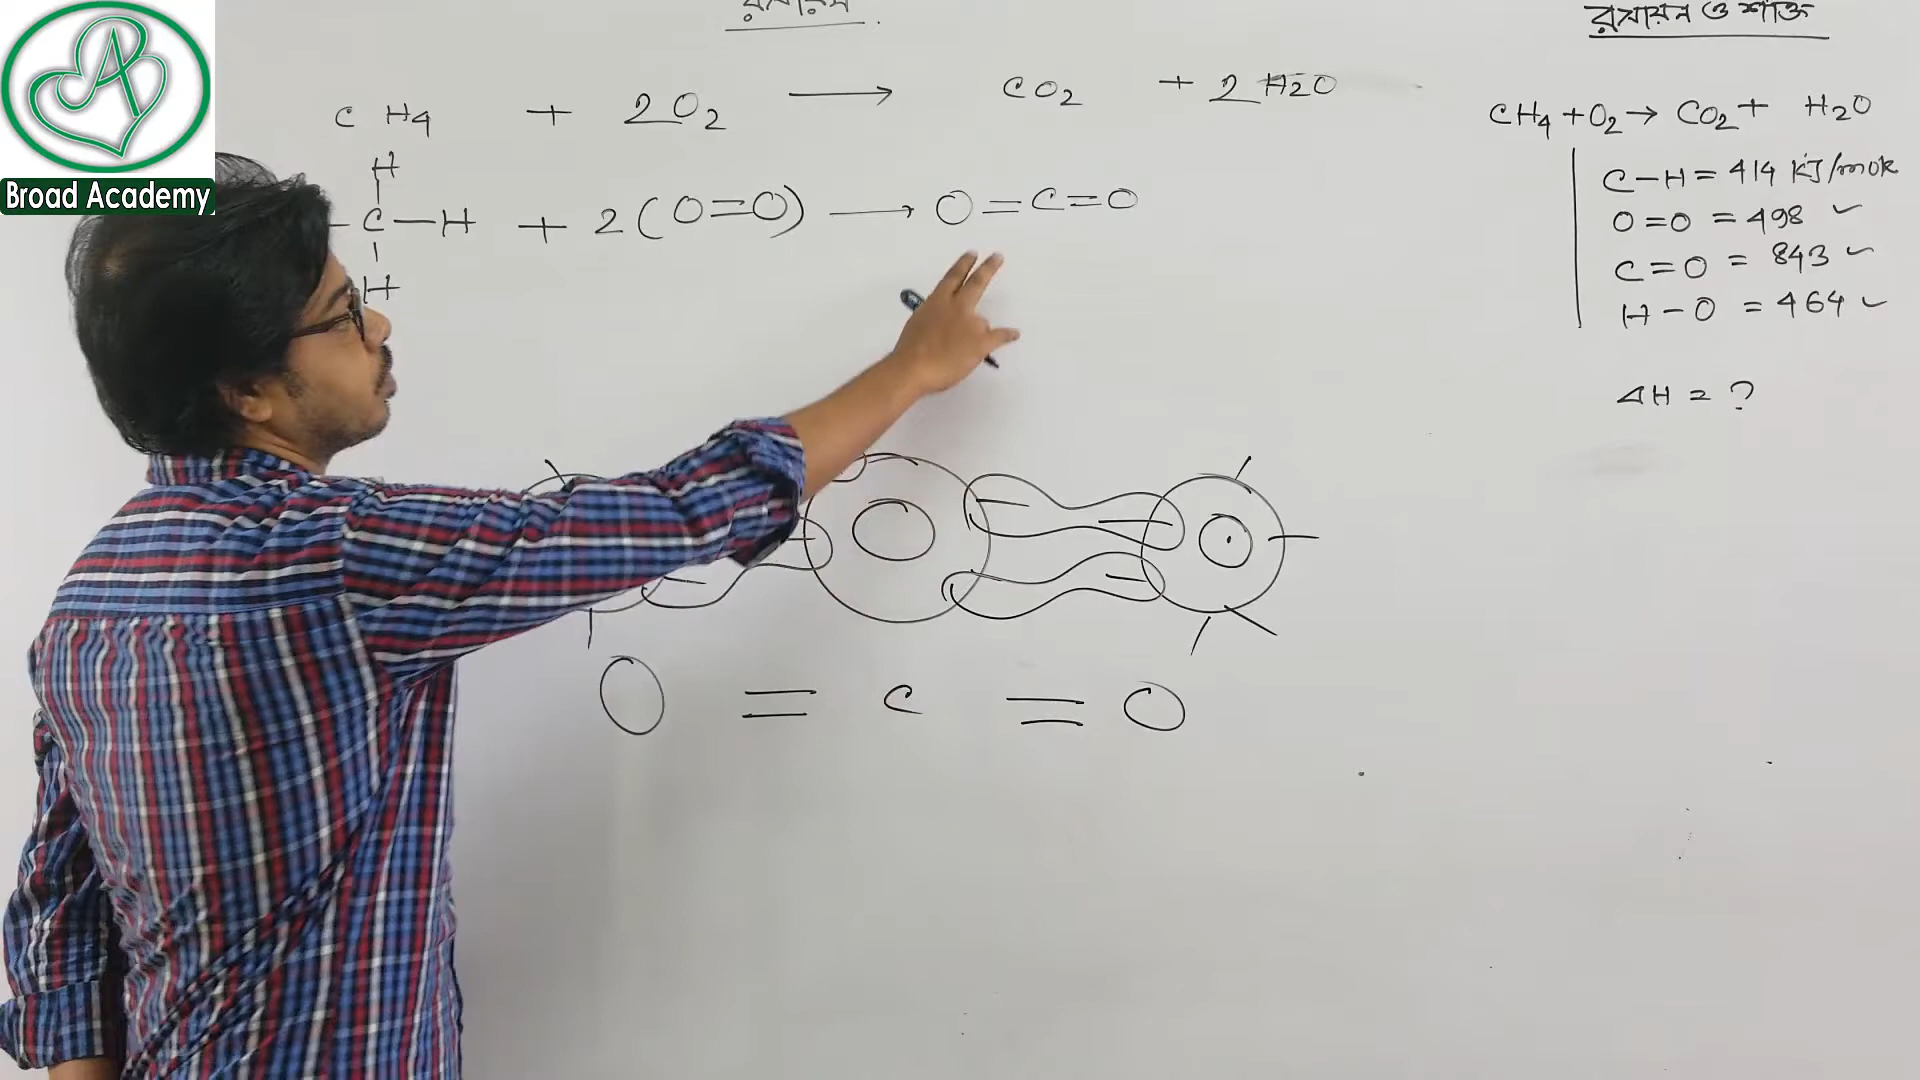 রসায়ন
রসায়ন ও শক্তি
Broad Academy
CH4 + 2O2 → CO2 + 2H2O
H
– C – H + 2(O=O) → O=C=O
H
O = C = O
CH4 + O2 → CO2 + H2O
C–H = 414 KJ/mole
O=O = 498
C=O = 843
H–O = 464
ΔH = ?